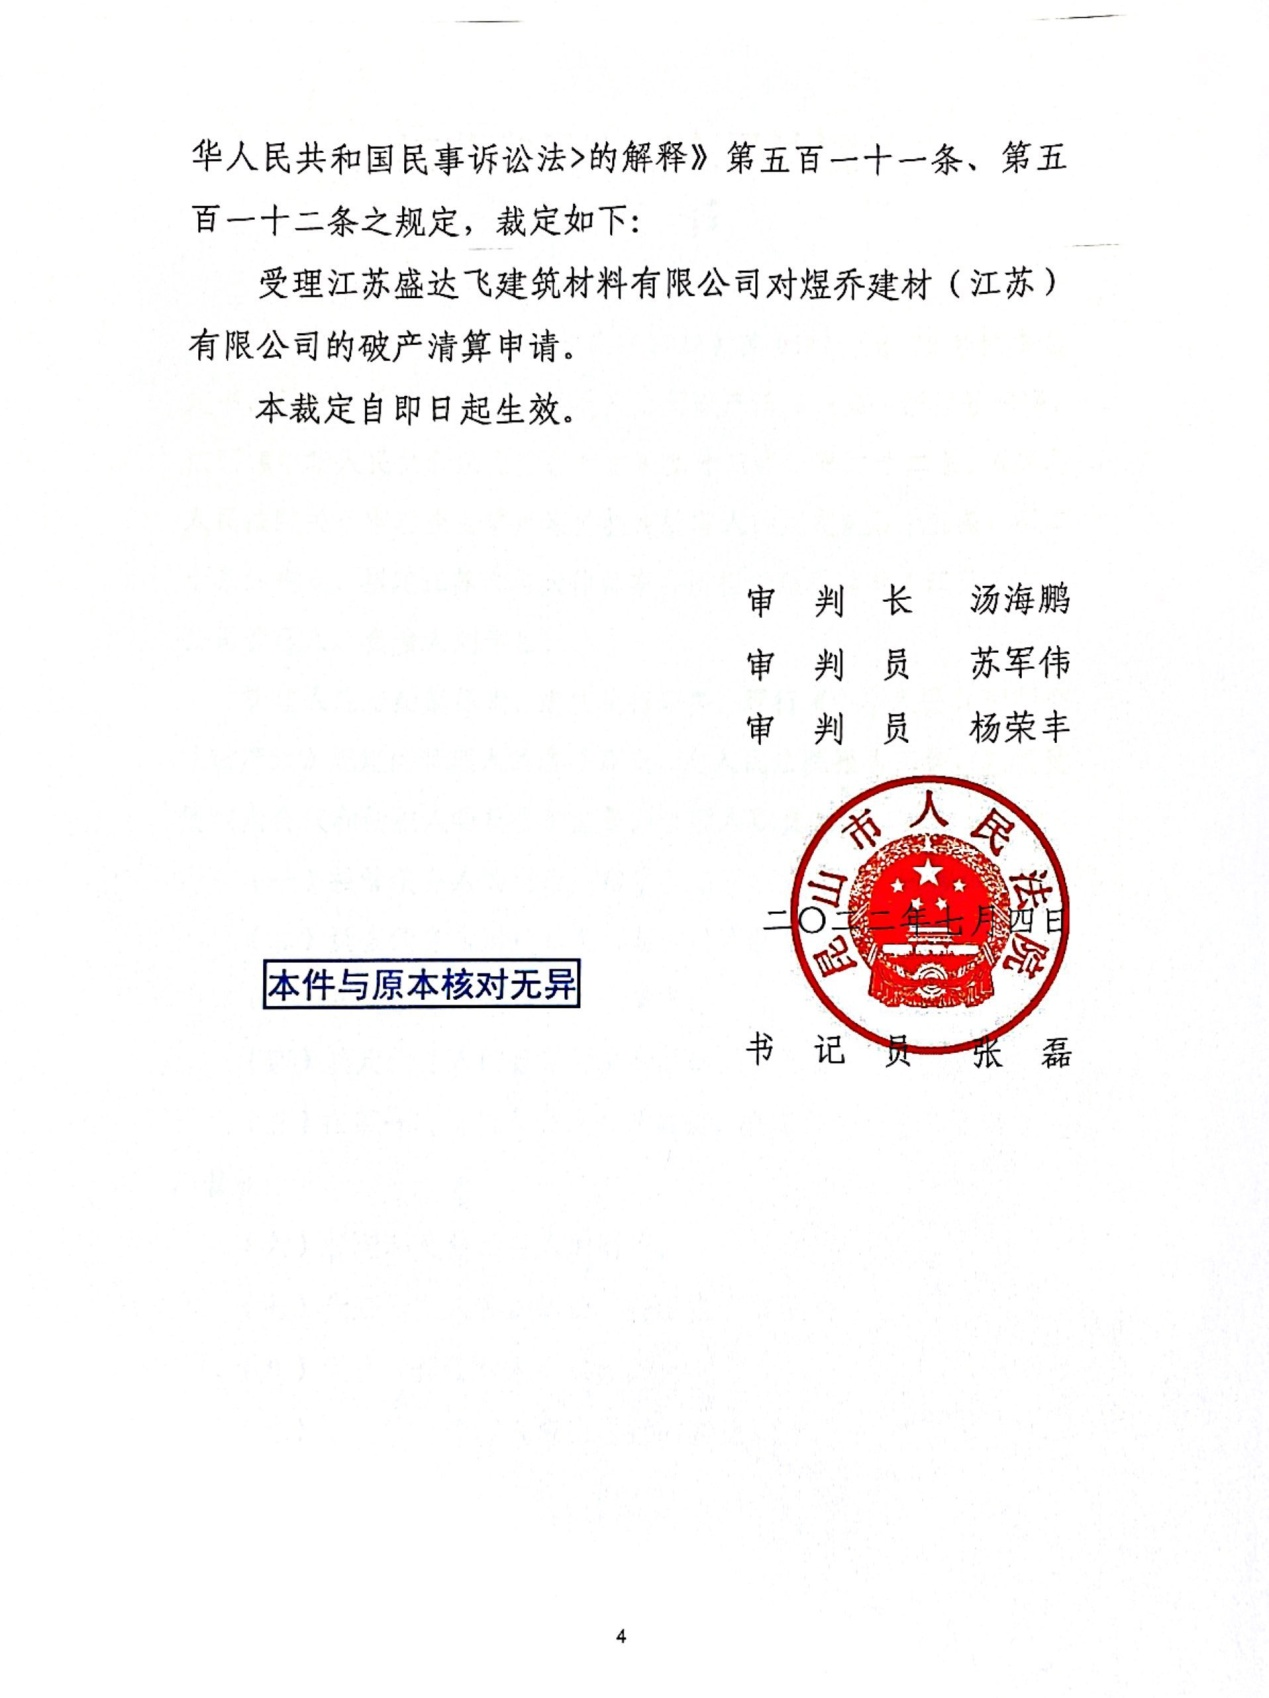 华人民共和国民事诉讼法>的解释》第五百一十一条、第五
百一十二条之规定，裁定如下：
受理江苏盛达飞建筑材料有限公司对煜乔建材（江苏）
有限公司的破产清算申请。
本裁定自即日起生效。
审 判 长 汤海鹏
审 判 员 苏军伟
审 判 员 杨荣丰
昆山市人民法院
二〇二二年七月四日
本件与原本核对无异
书 记 员 张 磊
4